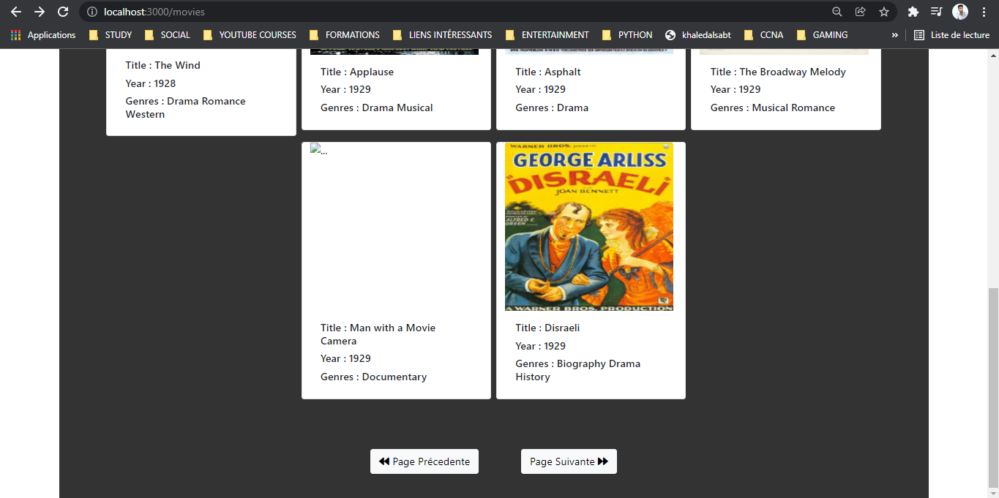 localhost:3000/movies
Applications STUDY SOCIAL YOUTUBE COURSES FORMATIONS LIENS INTÉRESSANTS ENTERTAINMENT PYTHON khaledalsabt CCNA GAMING » Liste de lecture
Title : The Wind
Year : 1928
Genres : Drama Romance
Western
Title : Applause
Year : 1929
Genres : Drama Musical
Title : Asphalt
Year : 1929
Genres : Drama
Title : The Broadway Melody
Year : 1929
Genres : Musical Romance
...
Title : Man with a Movie
Camera
Year : 1929
Genres : Documentary
WARNER BROS.
GEORGE ARLISS
"DISRAELI"
JOAN BENNETT
ALFRED E.
GREEN
A WARNER BROS. PRODUCTION
Title : Disraeli
Year : 1929
Genres : Biography Drama
History
Page Précedente
Page Suivante